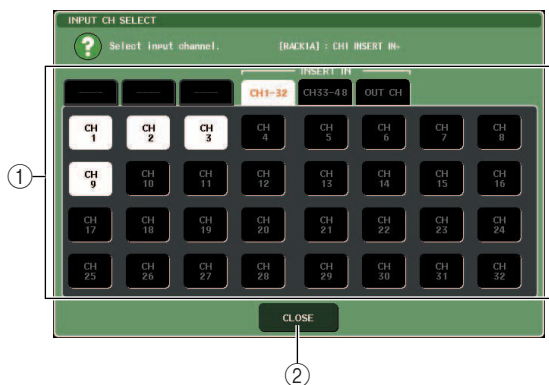 INPUT CH SELECT
? Select input channel. [RACK1A] : CH1 INSERT IN→
INSERT IN
CH1-32 CH33-48 OUT CH
CH 1 CH 2 CH 3 CH 4 CH 5 CH 6 CH 7 CH 8
① CH 9 CH 10 CH 11 CH 12 CH 13 CH 14 CH 15 CH 16
CH 17 CH 18 CH 19 CH 20 CH 21 CH 22 CH 23 CH 24
CH 25 CH 26 CH 27 CH 28 CH 29 CH 30 CH 31 CH 32
CLOSE
②